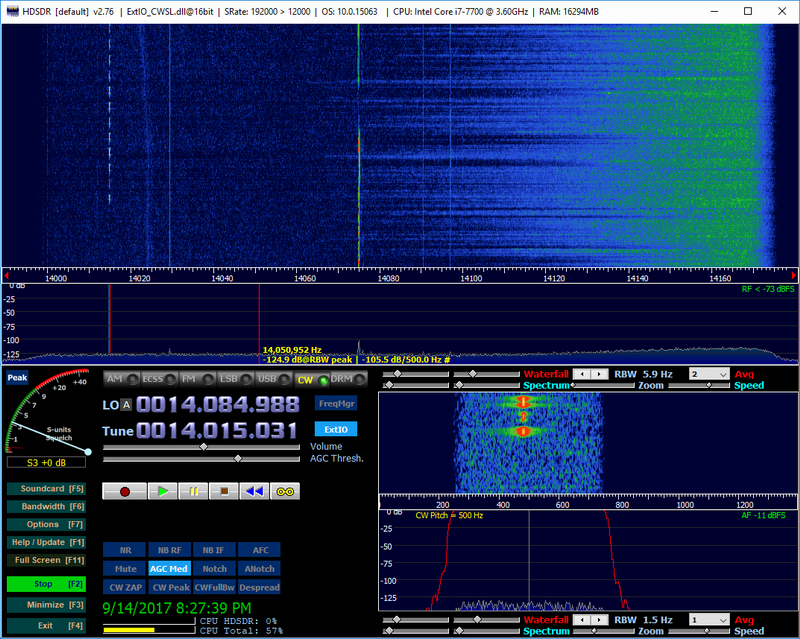 HDSDR [default] v2.76 | ExtIO_CWSL.dll@16bit | SRate: 192000 > 12000 | OS: 10.0.15063 | CPU: Intel Core i7-7700 @ 3.60GHz | RAM: 16294MB
14000 14020 14040 14060 14080 14100 14120 14140 14160
0 dB RF < -73 dBFS
-25
-50
-75
-100
-125
14,050,952 Hz
-124.9 dB@RBW peak | -105.5 dB/500.0 Hz #
Peak
1 3 5 7 9 +20 +40
S-units
Squelch
S3 +0 dB
AM ECSS FM LSB USB CW DRM
LO A 0014.084.988 FreqMgr
Tune 0014.015.031 ExtIO
Volume
AGC Thresh.
Waterfall RBW 5.9 Hz 2 Avg
Spectrum Zoom Speed
200 400 600 800 1000 1200
0 dB CW Pitch = 500 Hz AF -11 dBFS
-25
-50
-75
-100
-125
Soundcard [F5]
Bandwidth [F6]
Options [F7]
Help / Update [F1]
Full Screen [F11]
Stop [F2]
Minimize [F3]
Exit [F4]
NR NB RF NB IF AFC
Mute AGC Med Notch ANotch
CW ZAP CW Peak CWFullBw Despread
9/14/2017 8:27:39 PM
CPU HDSDR: 0%
CPU Total: 57%
Waterfall RBW 1.5 Hz 1 Avg
Spectrum Zoom Speed